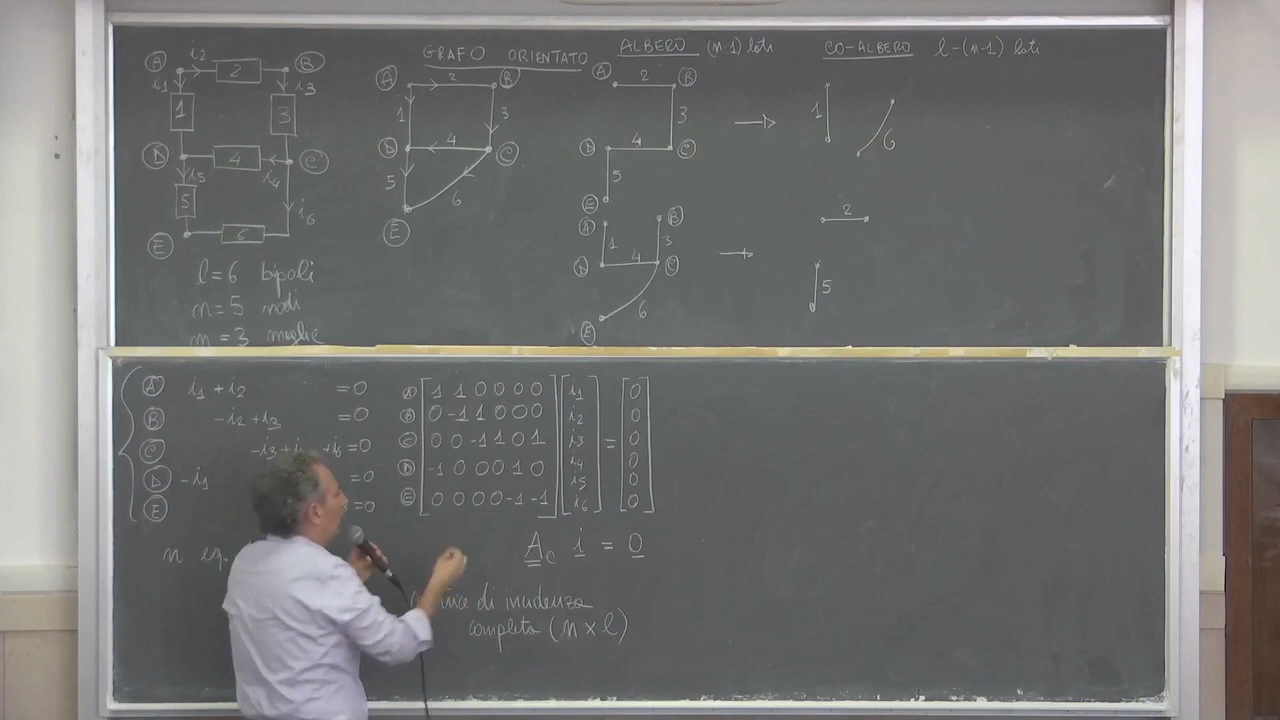 GRAFO ORIENTATO
ALBERO (n-1) lati
CO-ALBERO l-(n-1) lati
A i2 2 B
i1 i3
1 3
D 4 C
i5 i4
5 i6
E 6
A 2 B
1 3
D 4 C
5 6
E
A 2 B
3
D 4 C
5
E
1 6
A B
1 3
D 4 C
6
E
2
5
l=6 bipoli
n=5 nodi
m=3 maglie
A i1 + i2 =0
B -i2+i3 =0
C -i3+i +i6=0
D -i1 =0
E =0
A 1 1 0 0 0 0 i1 0
B 0 -1 1 0 0 0 i2 0
C 0 0 -1 1 0 1 i3 = 0
D -1 0 0 0 1 0 i4 0
E 0 0 0 0 -1 -1 i5 0
i6 0
n eq.
Ac i = 0
di incidenza
completa (n x l)